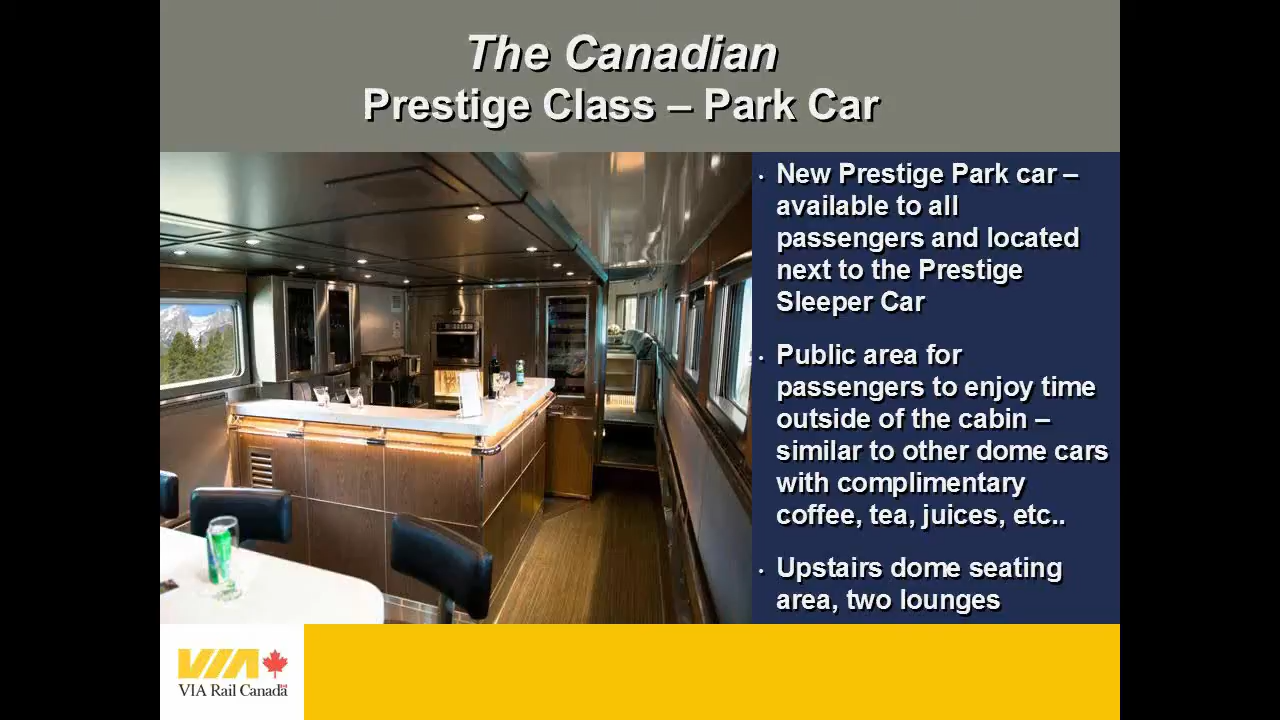 The Canadian
Prestige Class – Park Car
· New Prestige Park car –
available to all
passengers and located
next to the Prestige
Sleeper Car
· Public area for
passengers to enjoy time
outside of the cabin –
similar to other dome cars
with complimentary
coffee, tea, juices, etc..
· Upstairs dome seating
area, two lounges
VIA
VIA Rail Canada